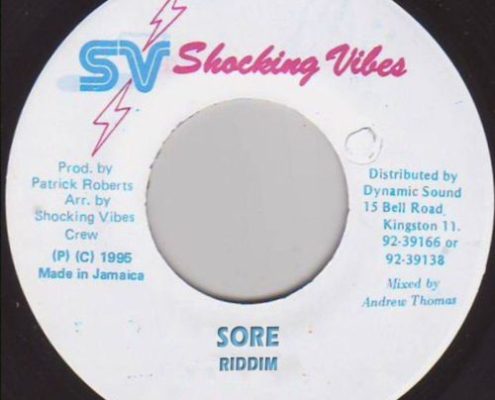 SV Shocking Vibes
Prod. by
Patrick Roberts
Arr. by
Shocking Vibes
Crew
(P) (C) 1995
Made in Jamaica
Distributed by
Dynamic Sound
15 Bell Road,
Kingston 11.
92-39166 or
92-39138
Mixed by
Andrew Thomas
SORE
RIDDIM